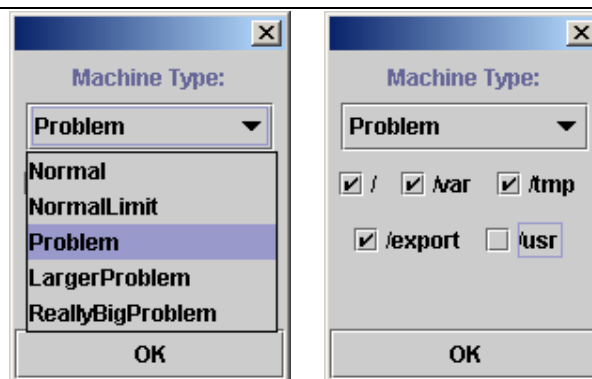 Machine Type:
Problem
Normal
NormalLimit
Problem
LargerProblem
ReallyBigProblem
OK
Machine Type:
Problem
/ /var /tmp
/export /usr
OK